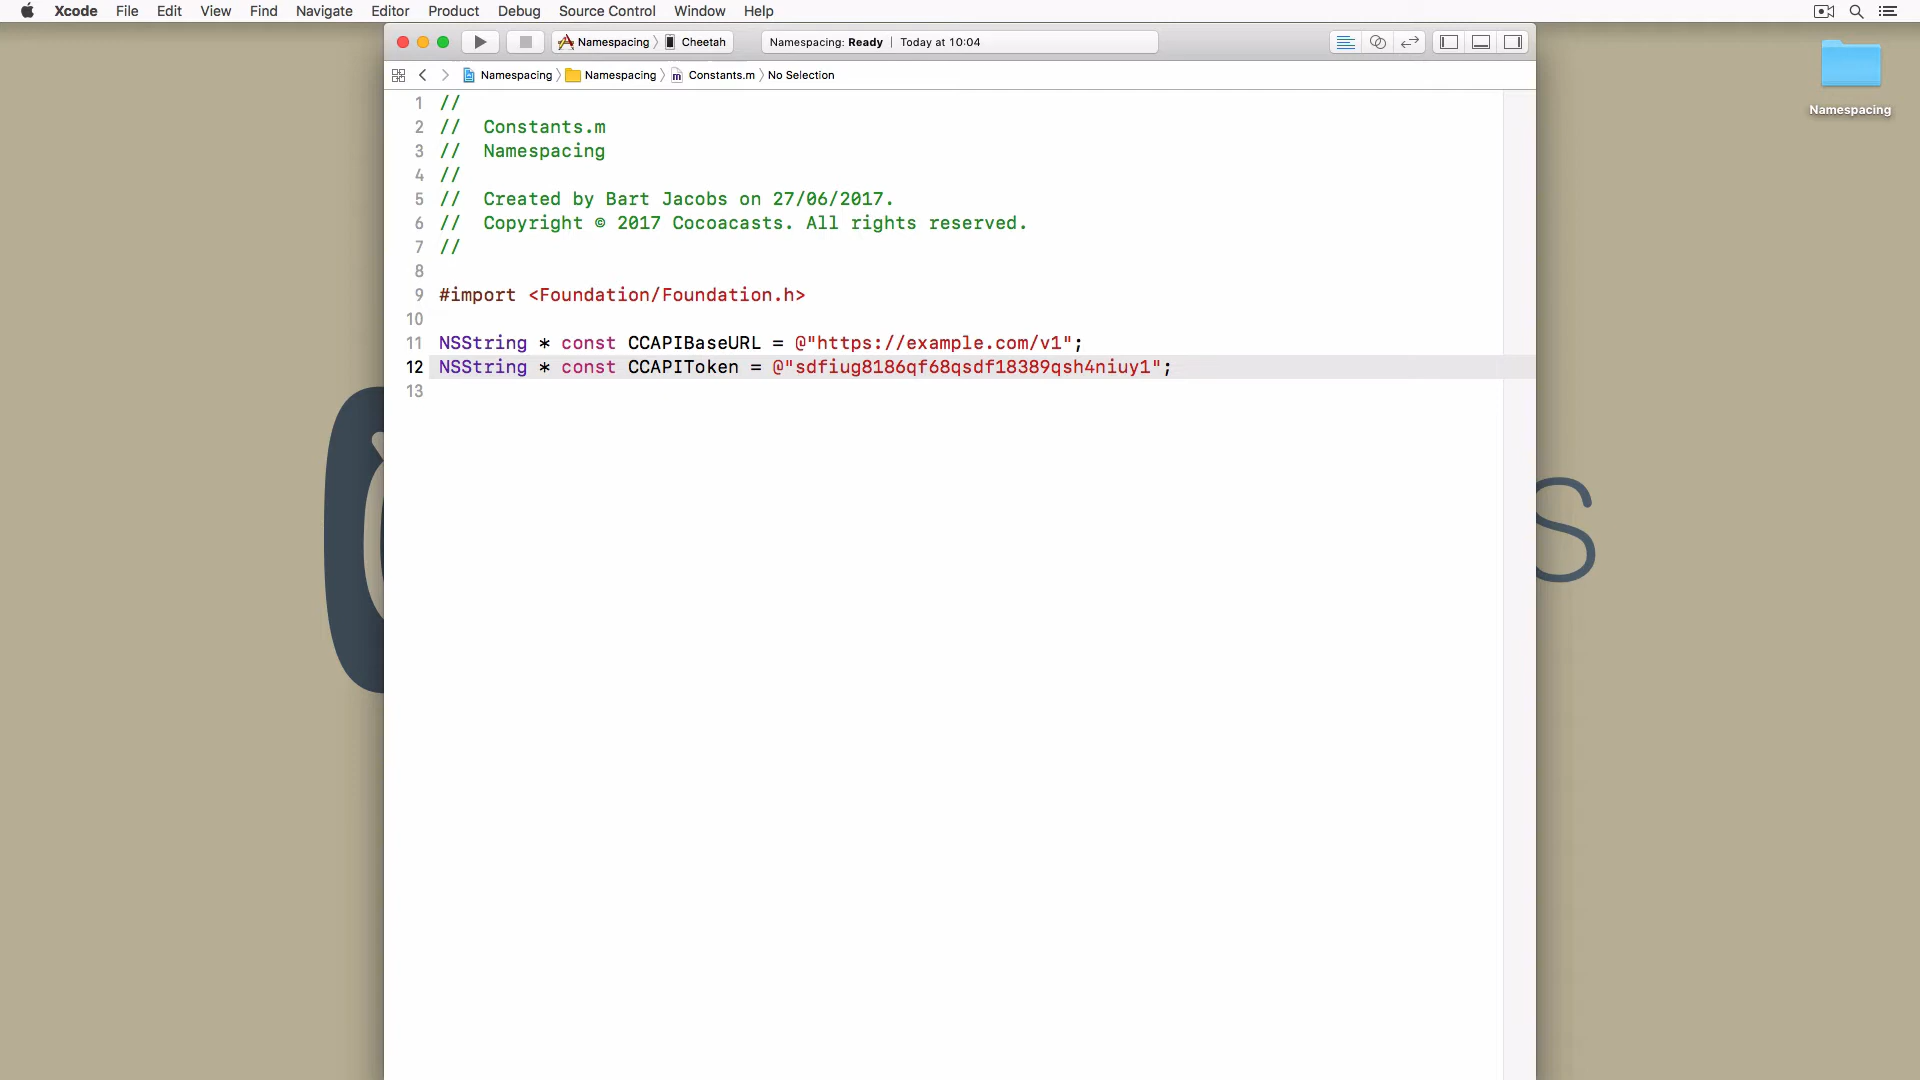 Xcode File Edit View Find Navigate Editor Product Debug Source Control Window Help
Namespacing Cheetah
Namespacing: Ready | Today at 10:04
Namespacing Namespacing Constants.m No Selection
Namespacing
1 //
2 //  Constants.m
3 //  Namespacing
4 //
5 //  Created by Bart Jacobs on 27/06/2017.
6 //  Copyright © 2017 Cocoacasts. All rights reserved.
7 //
8
9 #import <Foundation/Foundation.h>
10
11 NSString * const CCAPIBaseURL = @"https://example.com/v1";
12 NSString * const CCAPIToken = @"sdfiug8186qf68qsdf18389qsh4niuy1";
13
s